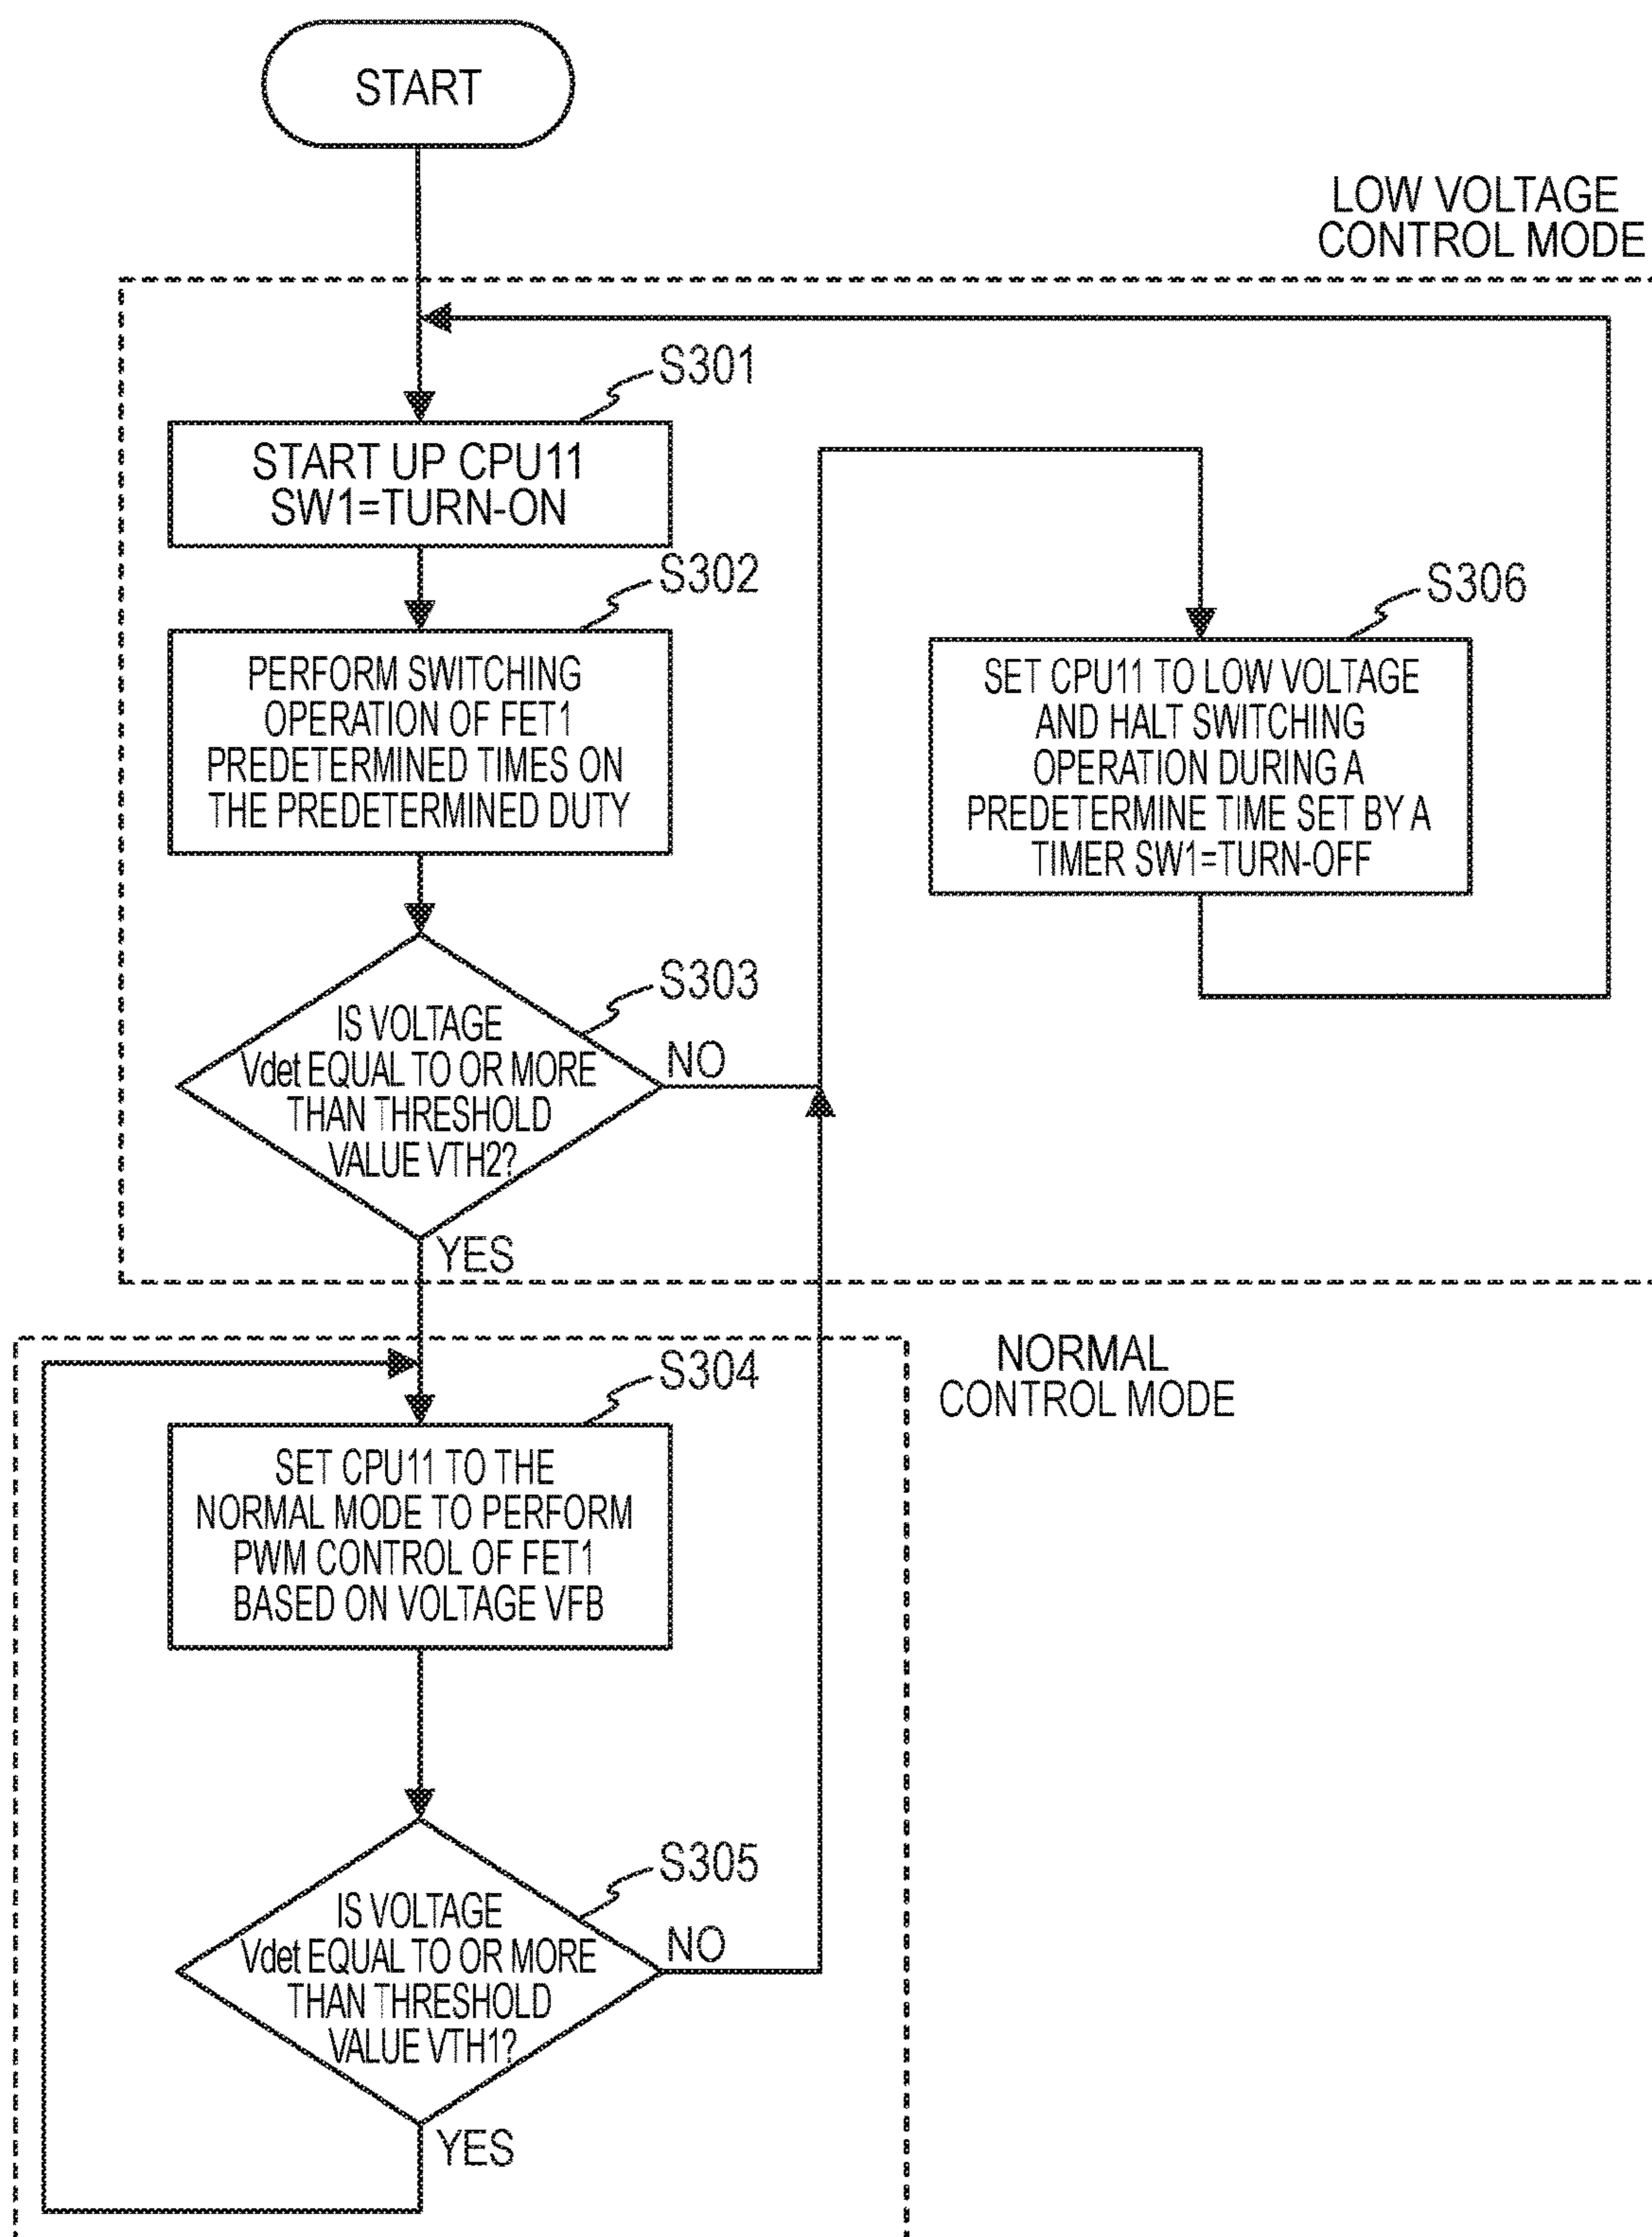 START
LOW VOLTAGE
CONTROL MODE
S301
START UP CPU11
SW1=TURN-ON
S302
PERFORM SWITCHING
OPERATION OF FET1
PREDETERMINED TIMES ON
THE PREDETERMINED DUTY
S306
SET CPU11 TO LOW VOLTAGE
AND HALT SWITCHING
OPERATION DURING A
PREDETERMINE TIME SET BY A
TIMER SW1=TURN-OFF
S303
IS VOLTAGE
Vdet EQUAL TO OR MORE
THAN THRESHOLD
VALUE VTH2?
NO
YES
NORMAL
CONTROL MODE
S304
SET CPU11 TO THE
NORMAL MODE TO PERFORM
PWM CONTROL OF FET1
BASED ON VOLTAGE VFB
S305
IS VOLTAGE
Vdet EQUAL TO OR MORE
THAN THRESHOLD
VALUE VTH1?
NO
YES